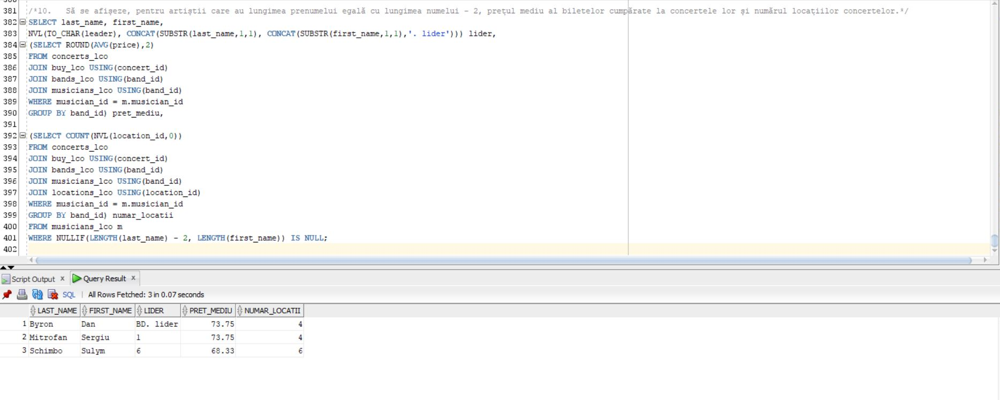 380
381 /*10.   Să se afișeze, pentru artiștii care au lungimea prenumelui egală cu lungimea numelui - 2, prețul mediu al biletelor cumpărate la concertele lor și numărul locațiilor concertelor.*/
382 SELECT last_name, first_name,
383 NVL(TO_CHAR(leader), CONCAT(SUBSTR(last_name,1,1), CONCAT(SUBSTR(first_name,1,1),'. lider'))) lider,
384 (SELECT ROUND(AVG(price),2)
385 FROM concerts_lco
386 JOIN buy_lco USING(concert_id)
387 JOIN bands_lco USING(band_id)
388 JOIN musicians_lco USING(band_id)
389 WHERE musician_id = m.musician_id
390 GROUP BY band_id) pret_mediu,
391
392 (SELECT COUNT(NVL(location_id,0))
393 FROM concerts_lco
394 JOIN buy_lco USING(concert_id)
395 JOIN bands_lco USING(band_id)
396 JOIN musicians_lco USING(band_id)
397 JOIN locations_lco USING(location_id)
398 WHERE musician_id = m.musician_id
399 GROUP BY band_id) numar_locatii
400 FROM musicians_lco m
401 WHERE NULLIF(LENGTH(last_name) - 2, LENGTH(first_name)) IS NULL;
402
Script Output x Query Result x
SQL | All Rows Fetched: 3 in 0.07 seconds
LAST_NAME FIRST_NAME LIDER PRET_MEDIU NUMAR_LOCATII
1 Byron Dan BD. lider 73.75 4
2 Mitrofan Sergiu 1 73.75 4
3 Schimbo Sulym 6 68.33 6